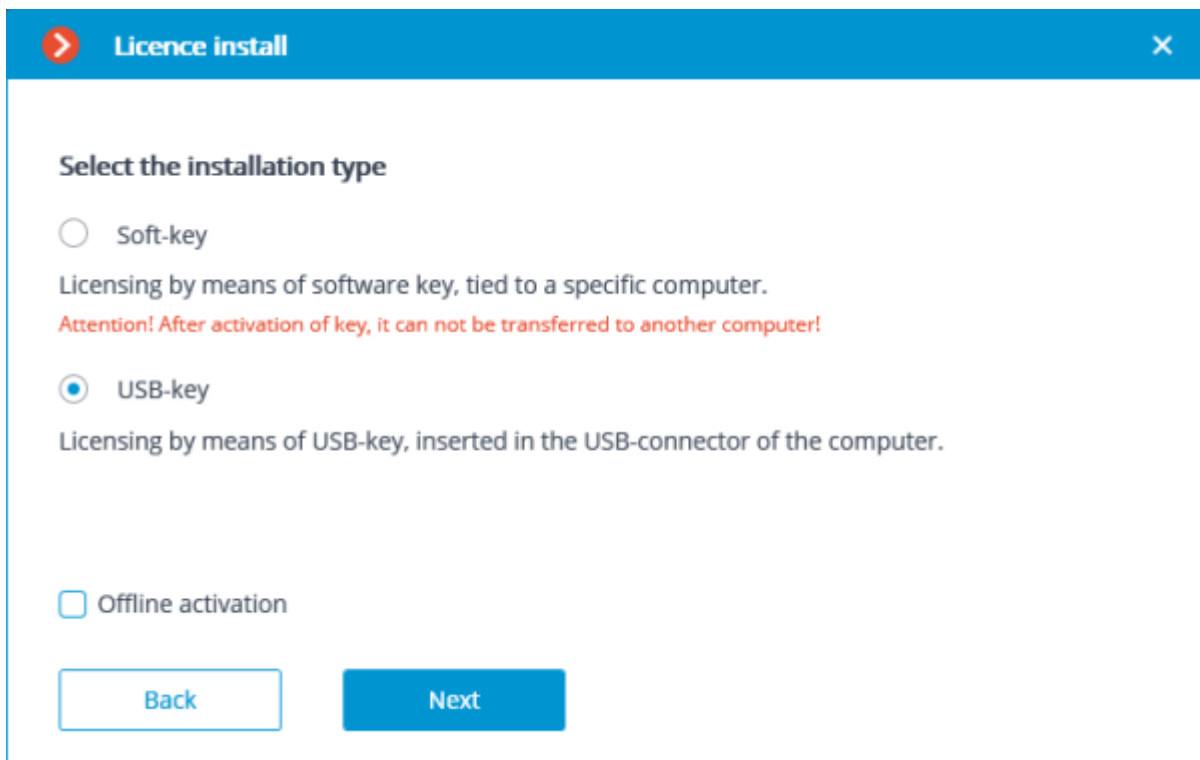 Licence install
Select the installation type
Soft-key
Licensing by means of software key, tied to a specific computer.
Attention! After activation of key, it can not be transferred to another computer!
USB-key
Licensing by means of USB-key, inserted in the USB-connector of the computer.
Offline activation
Back
Next